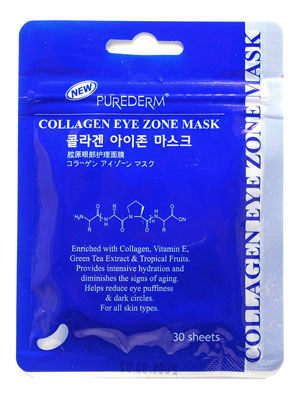 NEW
PUREDERM®
COLLAGEN EYE ZONE MASK
콜라겐 아이존 마스크
胶原眼部护理面膜
コラーゲン アイゾーン マスク
Enriched with Collagen, Vitamin E,
Green Tea Extract & Tropical Fruits.
Provides intensive hydration and
diminishes the signs of aging.
Helps reduce eye puffiness
& dark circles.
For all skin types.
30 sheets
COLLAGEN EYE ZONE MASK